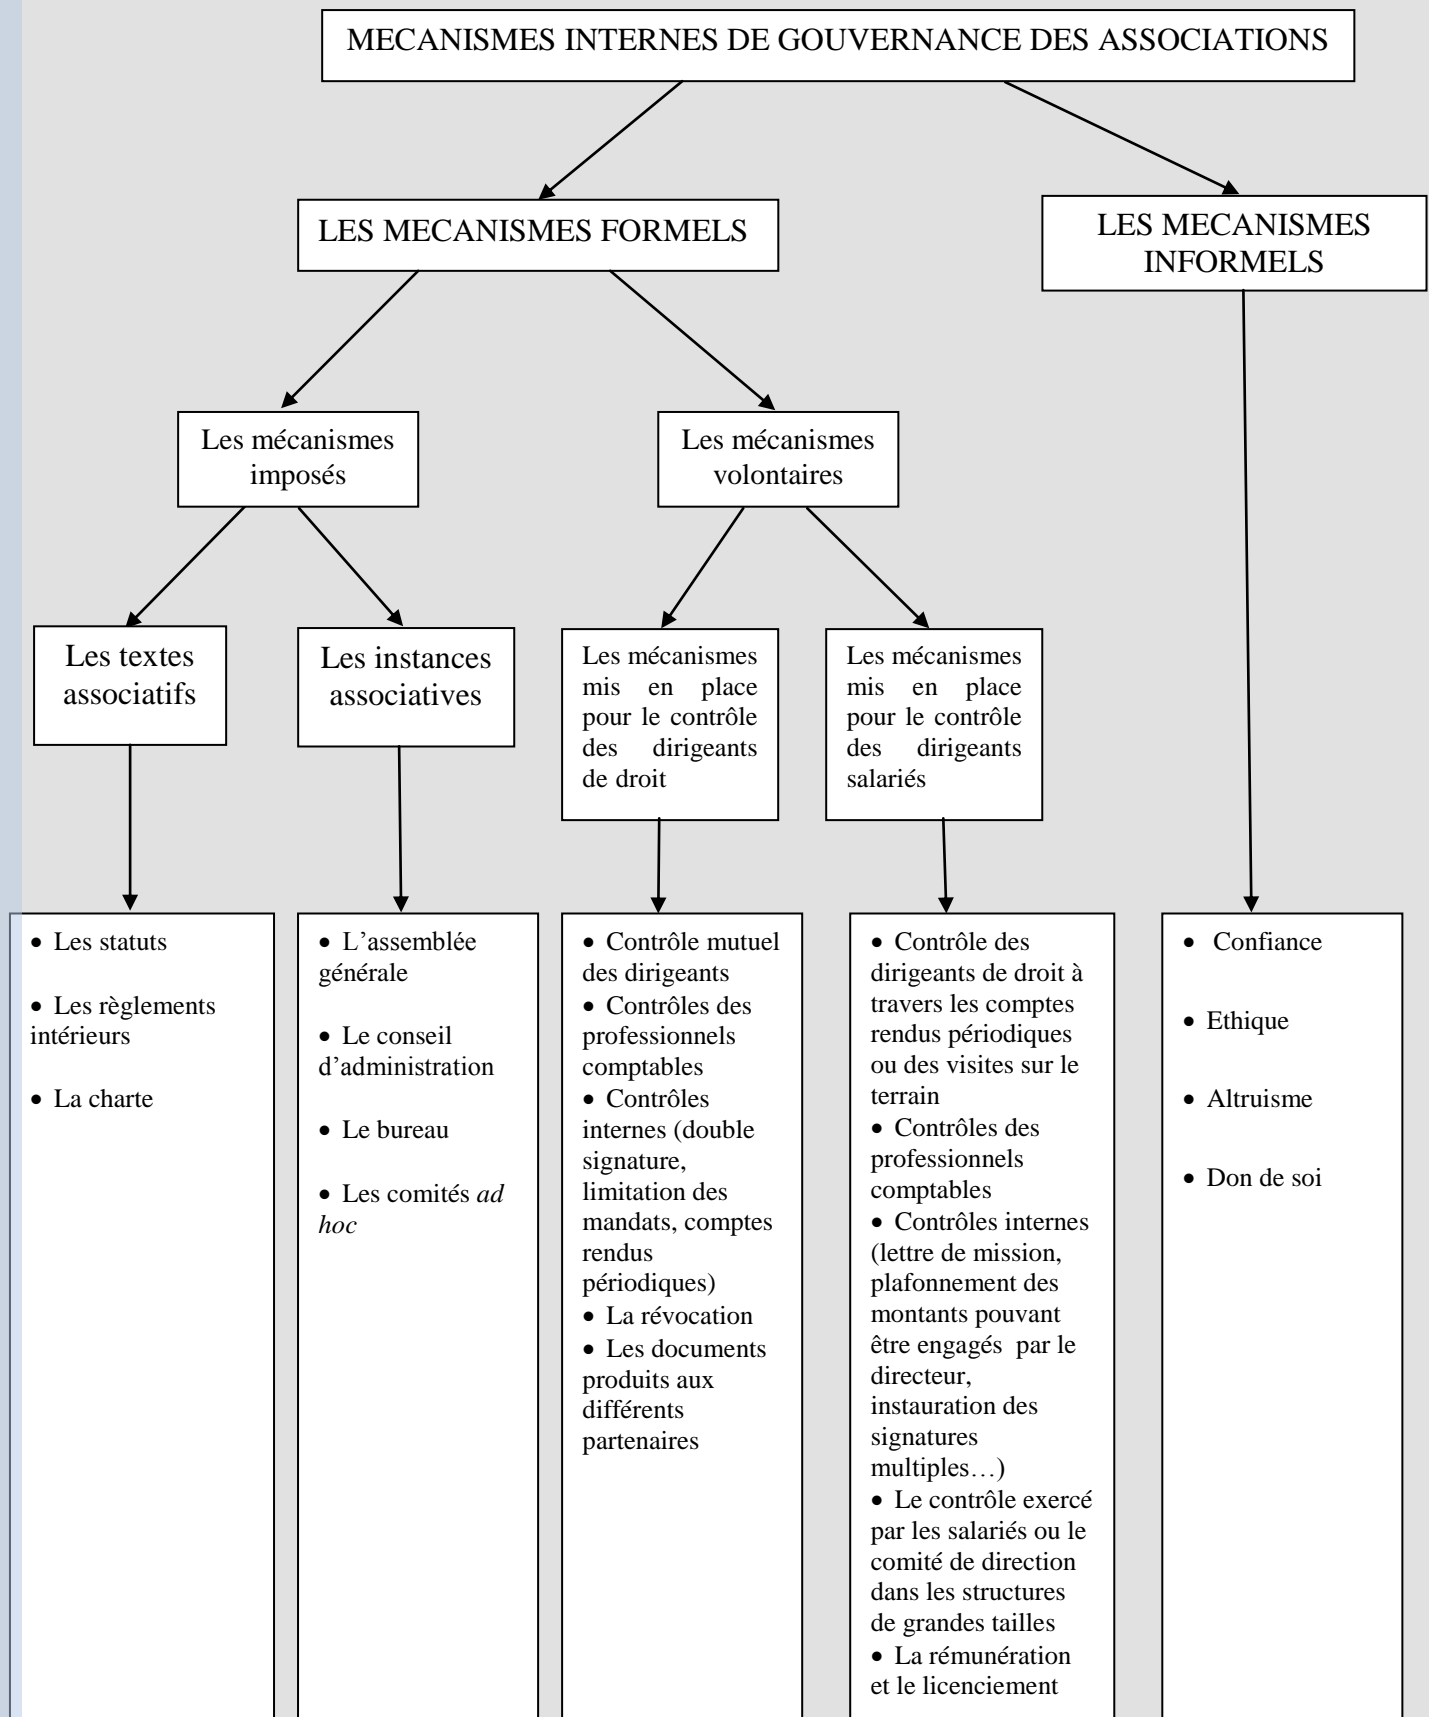 MECANISMES INTERNES DE GOUVERNANCE DES ASSOCIATIONS
LES MECANISMES FORMELS
LES MECANISMES
INFORMELS
Les mécanismes
imposés
Les mécanismes
volontaires
Les textes
associatifs
Les instances
associatives
Les mécanismes
mis en place
pour le contrôle
des dirigeants
de droit
Les mécanismes
mis en place
pour le contrôle
des dirigeants
salariés
• Les statuts
• Les règlements
intérieurs
• La charte
• L’assemblée
générale
• Le conseil
d’administration
• Le bureau
• Les comités ad
hoc
• Contrôle mutuel
des dirigeants
• Contrôles des
professionnels
comptables
• Contrôles
internes (double
signature,
limitation des
mandats, comptes
rendus
périodiques)
• La révocation
• Les documents
produits aux
différents
partenaires
• Contrôle des
dirigeants de droit à
travers les comptes
rendus périodiques
ou des visites sur le
terrain
• Contrôles des
professionnels
comptables
• Contrôles internes
(lettre de mission,
plafonnement des
montants pouvant
être engagés par le
directeur,
instauration des
signatures
multiples…)
• Le contrôle exercé
par les salariés ou le
comité de direction
dans les structures
de grandes tailles
• La rémunération
et le licenciement
• Confiance
• Ethique
• Altruisme
• Don de soi